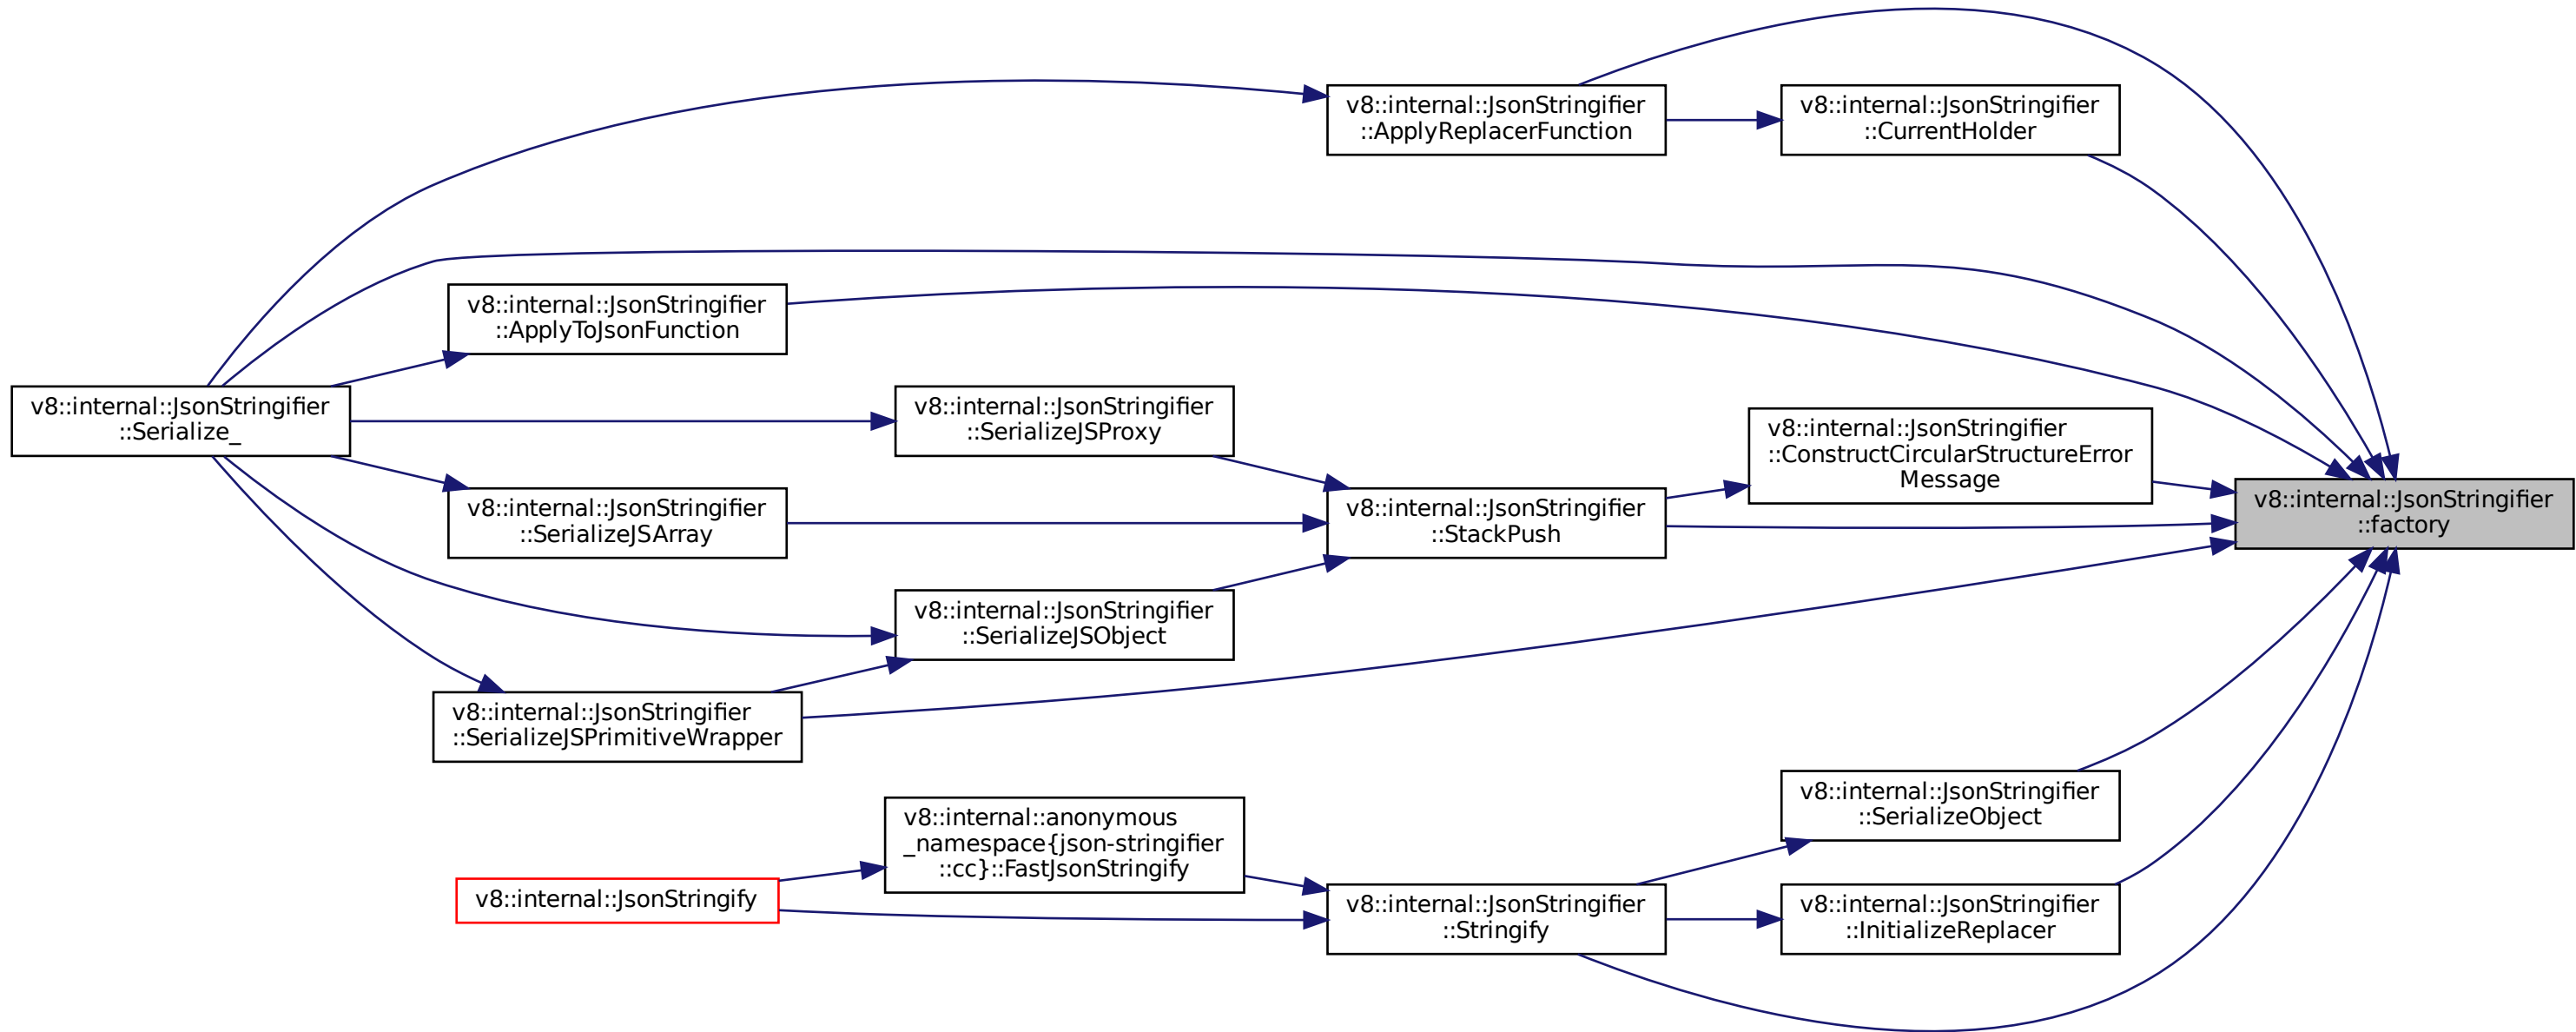 v8::internal::JsonStringifier
::ApplyReplacerFunction
v8::internal::JsonStringifier
::CurrentHolder
v8::internal::JsonStringifier
::ApplyToJsonFunction
v8::internal::JsonStringifier
::Serialize_
v8::internal::JsonStringifier
::SerializeJSProxy
v8::internal::JsonStringifier
::ConstructCircularStructureError
Message
v8::internal::JsonStringifier
::factory
v8::internal::JsonStringifier
::SerializeJSArray
v8::internal::JsonStringifier
::StackPush
v8::internal::JsonStringifier
::SerializeJSObject
v8::internal::JsonStringifier
::SerializeJSPrimitiveWrapper
v8::internal::JsonStringifier
::SerializeObject
v8::internal::anonymous
_namespace{json-stringifier
::cc}::FastJsonStringify
v8::internal::JsonStringify
v8::internal::JsonStringifier
::Stringify
v8::internal::JsonStringifier
::InitializeReplacer